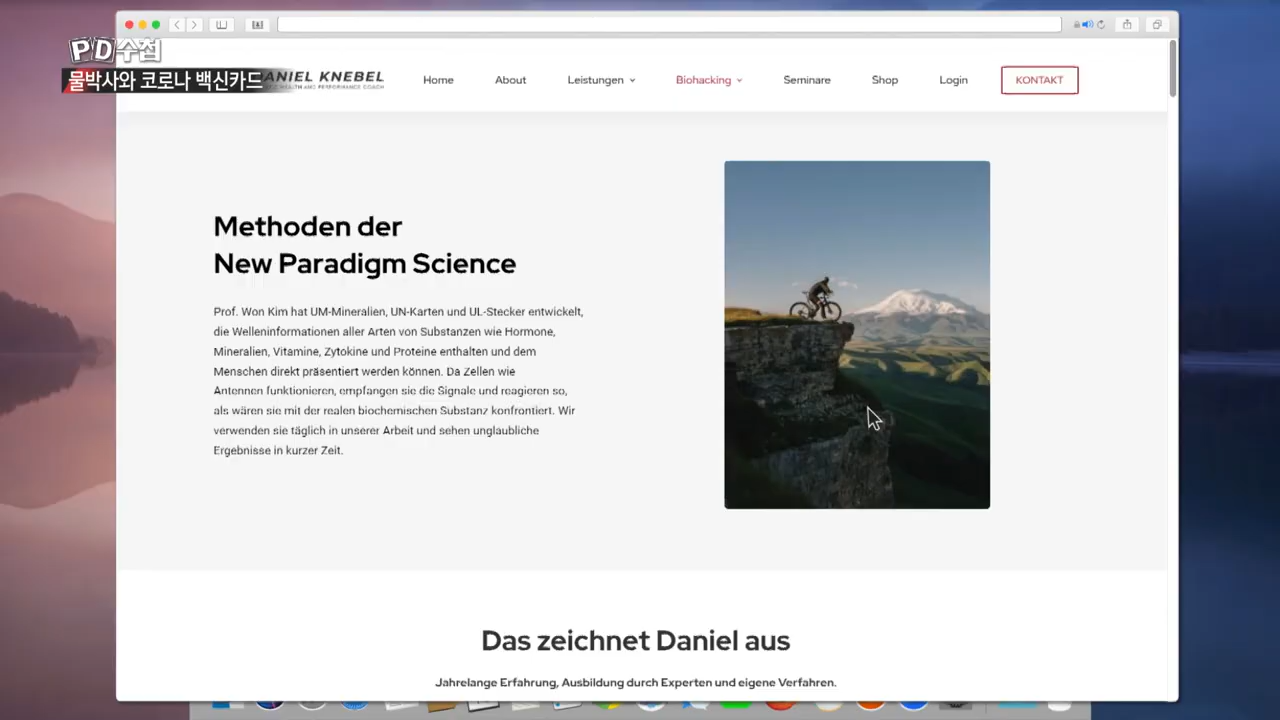 PD수첩
물박사와 코로나 백신카드
ANIEL KNEBEL
Home About Leistungen Biohacking Seminare Shop Login KONTAKT
Methoden der
New Paradigm Science
Prof. Won Kim hat UM-Mineralien, UN-Karten und UL-Stecker entwickelt,
die Welleninformationen aller Arten von Substanzen wie Hormone,
Mineralien, Vitamine, Zytokine und Proteine enthalten und dem
Menschen direkt präsentiert werden können. Da Zellen wie
Antennen funktionieren, empfangen sie die Signale und reagieren so,
als wären sie mit der realen biochemischen Substanz konfrontiert. Wir
verwenden sie täglich in unserer Arbeit und sehen unglaubliche
Ergebnisse in kurzer Zeit.
Das zeichnet Daniel aus
Jahrelange Erfahrung, Ausbildung durch Experten und eigene Verfahren.